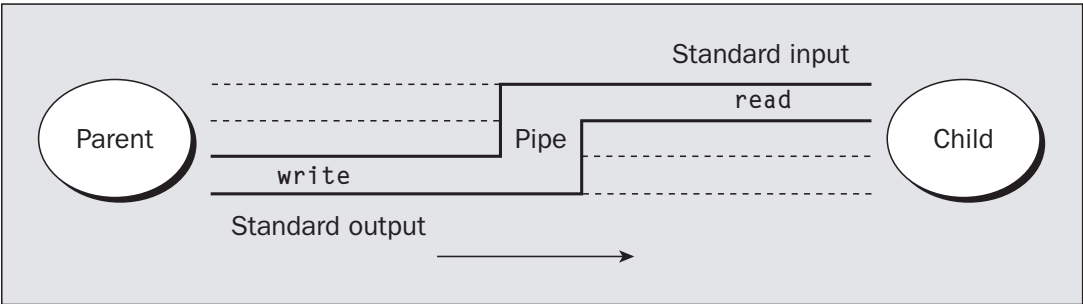 Standard input
read
Parent
Pipe
Child
write
Standard output